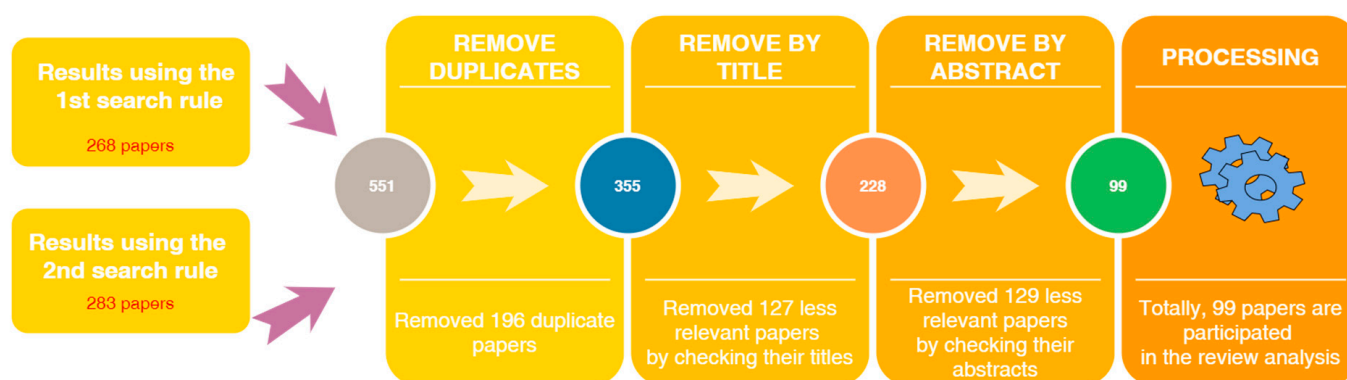 Results using the
1st search rule
268 papers
Results using the
2nd search rule
283 papers
551
REMOVE
DUPLICATES
Removed 196 duplicate
papers
355
REMOVE BY
TITLE
Removed 127 less
relevant papers
by checking their titles
228
REMOVE BY
ABSTRACT
Removed 129 less
relevant papers
by checking their
abstracts
99
PROCESSING
Totally, 99 papers are
participated
in the review analysis